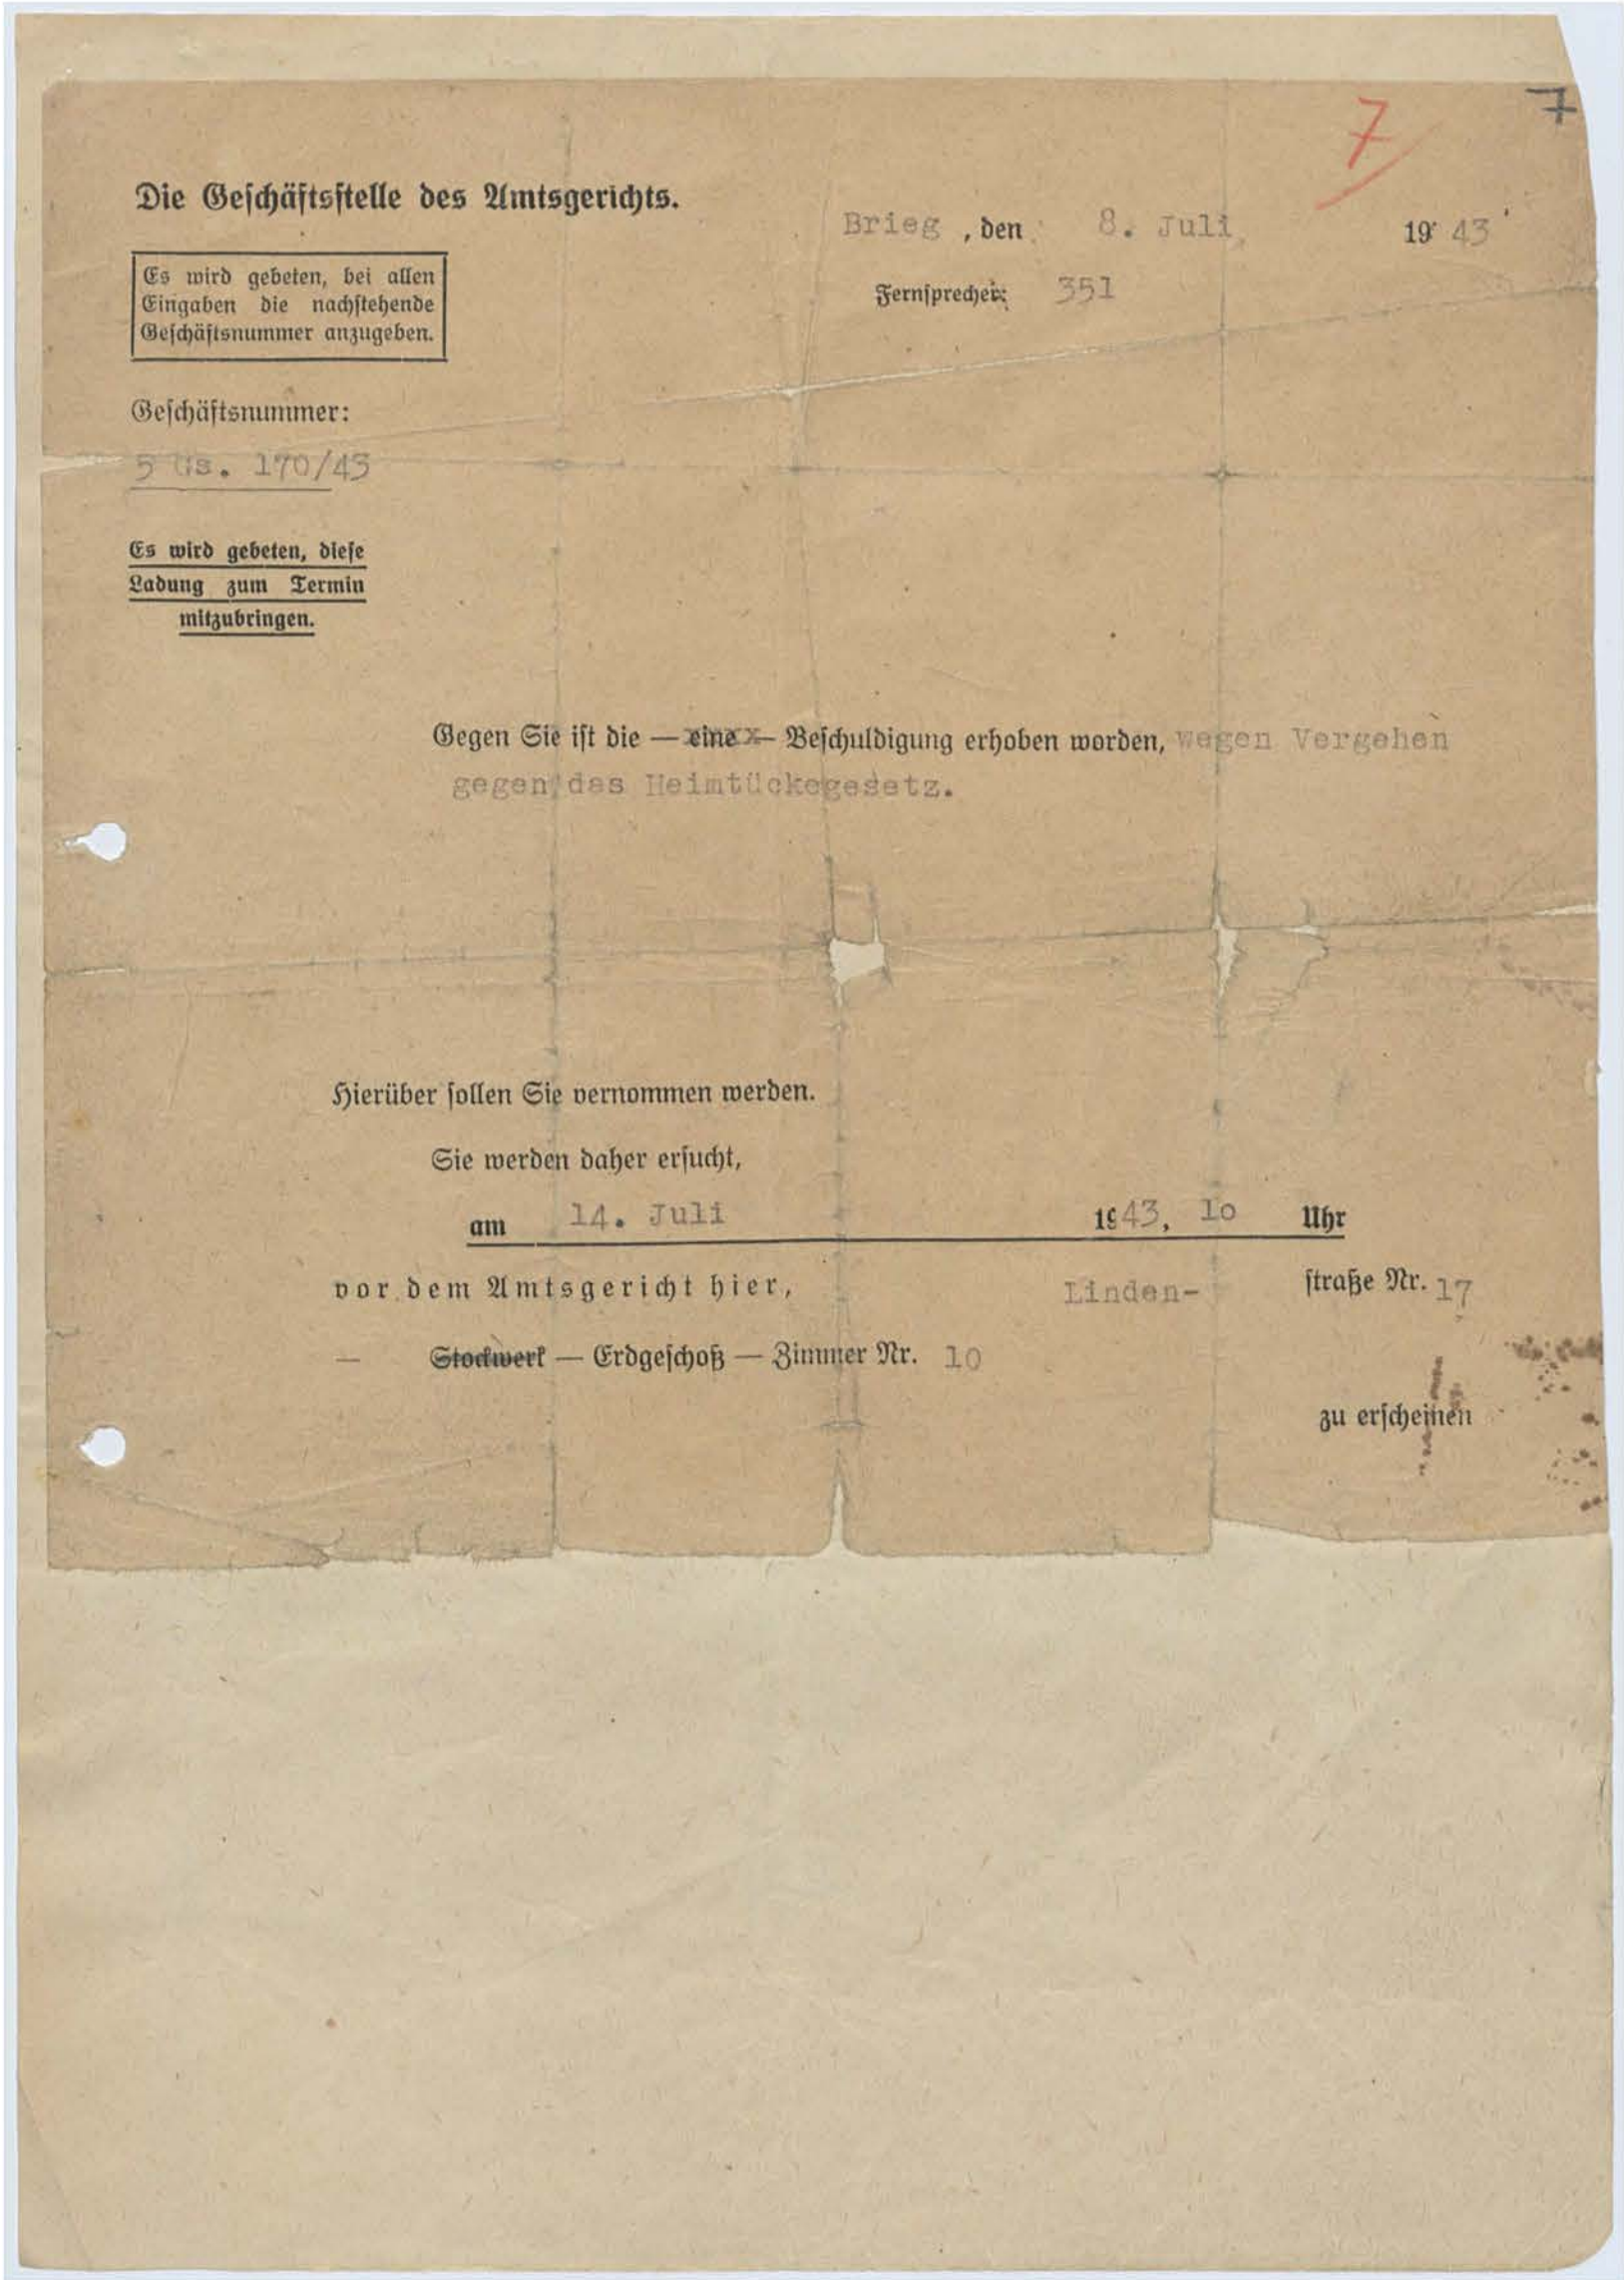 7
7
Die Geschäftsstelle des Amtsgerichts.
Brieg, den 8. Juli 1943
Fernsprecher: 351
Es wird gebeten, bei allen
Eingaben die nachstehende
Geschäftsnummer anzugeben.
Geschäftsnummer:
5 Gs. 170/43
Es wird gebeten, diese
Ladung zum Termin
mitzubringen.
Gegen Sie ist die — eine — Beschuldigung erhoben worden, wegen Vergehen
gegen das Heimtückegesetz.
Hierüber sollen Sie vernommen werden.
Sie werden daher ersucht,
am 14. Juli 1943, 10 Uhr
vor dem Amtsgericht hier, Linden- straße Nr. 17
— Stockwerk — Erdgeschoß — Zimmer Nr. 10
zu erscheinen